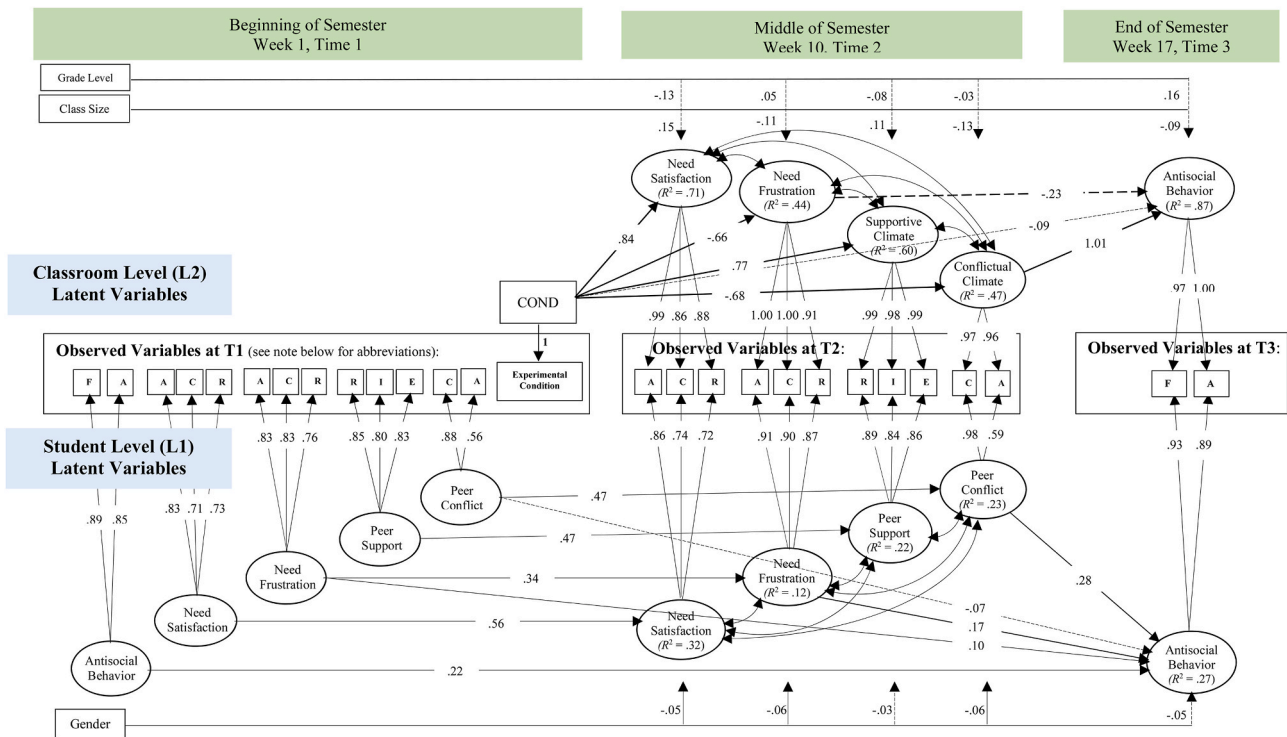 Beginning of Semester
Week 1, Time 1
Middle of Semester
Week 10, Time 2
End of Semester
Week 17, Time 3
Grade Level
-.13 .05 -.08 -.03 .16
Class Size
.15 -.11 .11 -.13 -.09
Need
Satisfaction
(R² = .71)
Need
Frustration
(R² = .44)
Supportive
Climate
(R² = .60)
Conflictual
Climate
(R² = .47)
Antisocial
Behavior
(R² = .87)
-.23
-.09
1.01
.84
-.66
.77
-.68
Classroom Level (L2)
Latent Variables
COND
1
.99 .86 .88 1.00 1.00 .91 .99 .98 .99 .97 .96 .97 1.00
Observed Variables at T1 (see note below for abbreviations):
Observed Variables at T2:
Observed Variables at T3:
F A A C R A C R R I E C A
Experimental
Condition
A C R A C R R I E C A
F A
Student Level (L1)
Latent Variables
.89 .85 .83 .71 .73 .83 .83 .76 .85 .80 .83 .88 .56
.86 .74 .72 .91 .90 .87 .89 .84 .86 .98 .59
.93 .89
Peer
Conflict
Peer
Support
Need
Frustration
Need
Satisfaction
Antisocial
Behavior
.47
.47
.34
.56
.22
Peer
Conflict
(R² = .23)
Peer
Support
(R² = .22)
Need
Frustration
(R² = .12)
Need
Satisfaction
(R² = .32)
.28
-.07
.17
.10
Antisocial
Behavior
(R² = .27)
Gender
-.05 -.06 -.03 -.06 -.05